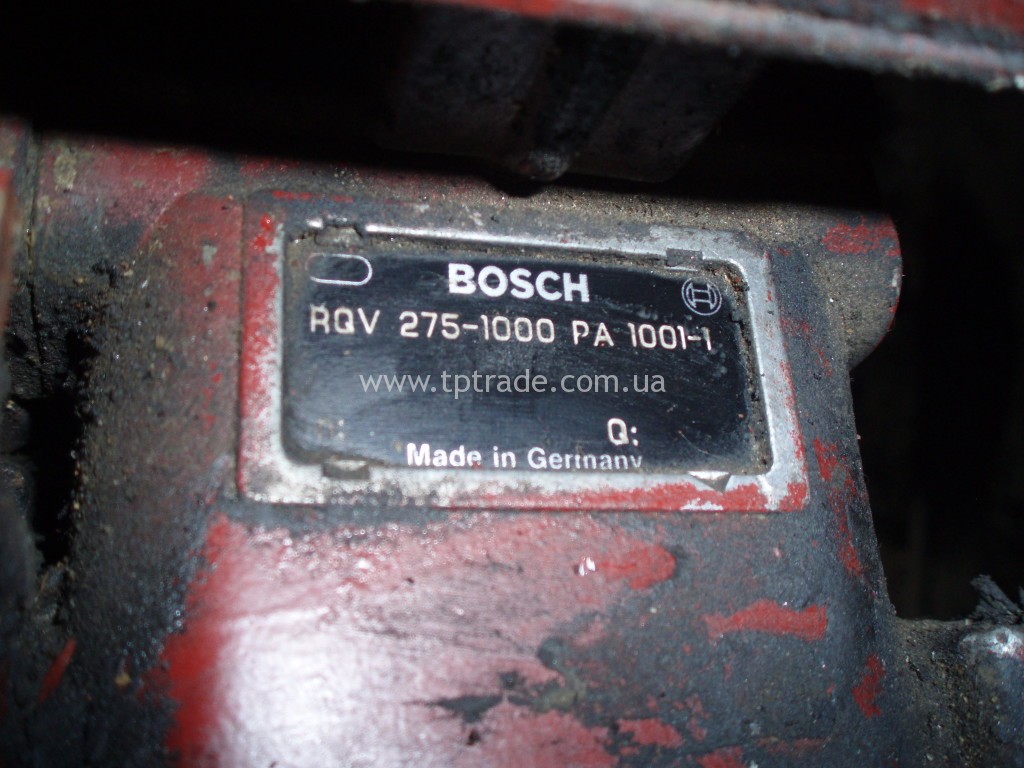 BOSCH
RQV 275-1000 PA 1001-1
www.tptrade.com.ua
Q:
Made in Germany